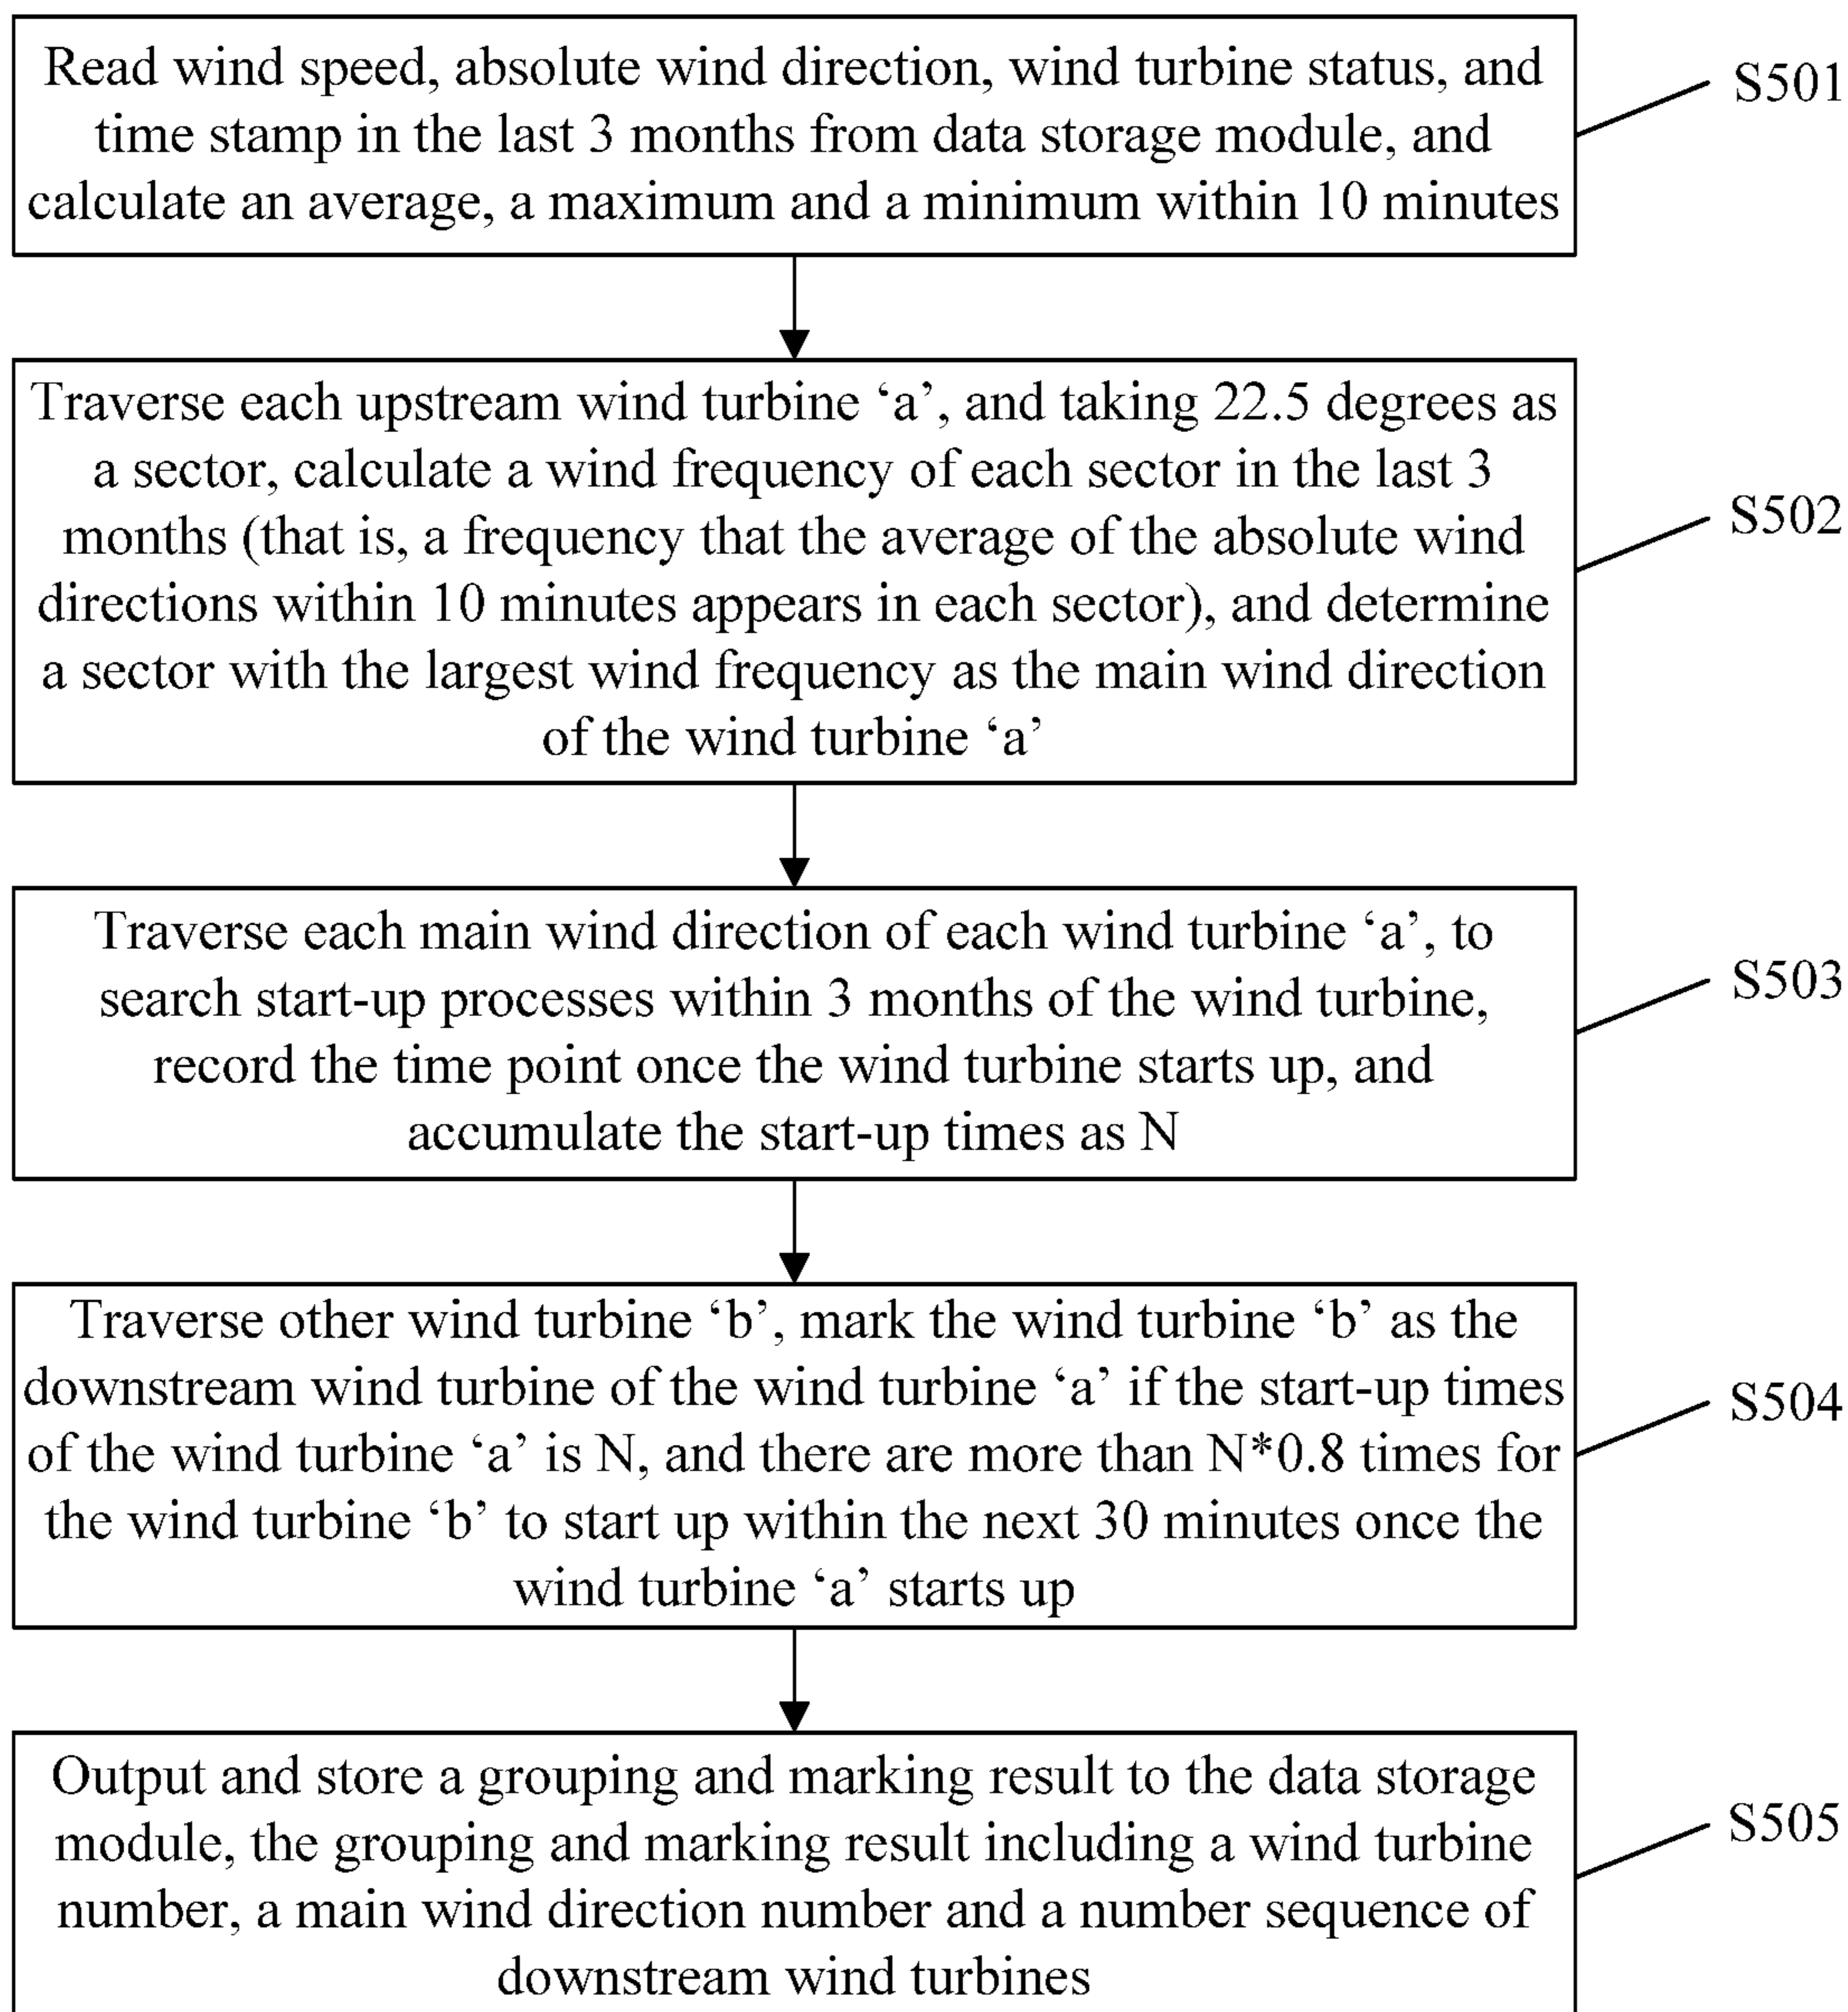 Read wind speed, absolute wind direction, wind turbine status, and
time stamp in the last 3 months from data storage module, and
calculate an average, a maximum and a minimum within 10 minutes
S501
Traverse each upstream wind turbine ‘a’, and taking 22.5 degrees as
a sector, calculate a wind frequency of each sector in the last 3
months (that is, a frequency that the average of the absolute wind
directions within 10 minutes appears in each sector), and determine
a sector with the largest wind frequency as the main wind direction
of the wind turbine ‘a’
S502
Traverse each main wind direction of each wind turbine ‘a’, to
search start-up processes within 3 months of the wind turbine,
record the time point once the wind turbine starts up, and
accumulate the start-up times as N
S503
Traverse other wind turbine ‘b’, mark the wind turbine ‘b’ as the
downstream wind turbine of the wind turbine ‘a’ if the start-up times
of the wind turbine ‘a’ is N, and there are more than N*0.8 times for
the wind turbine ‘b’ to start up within the next 30 minutes once the
wind turbine ‘a’ starts up
S504
Output and store a grouping and marking result to the data storage
module, the grouping and marking result including a wind turbine
number, a main wind direction number and a number sequence of
downstream wind turbines
S505